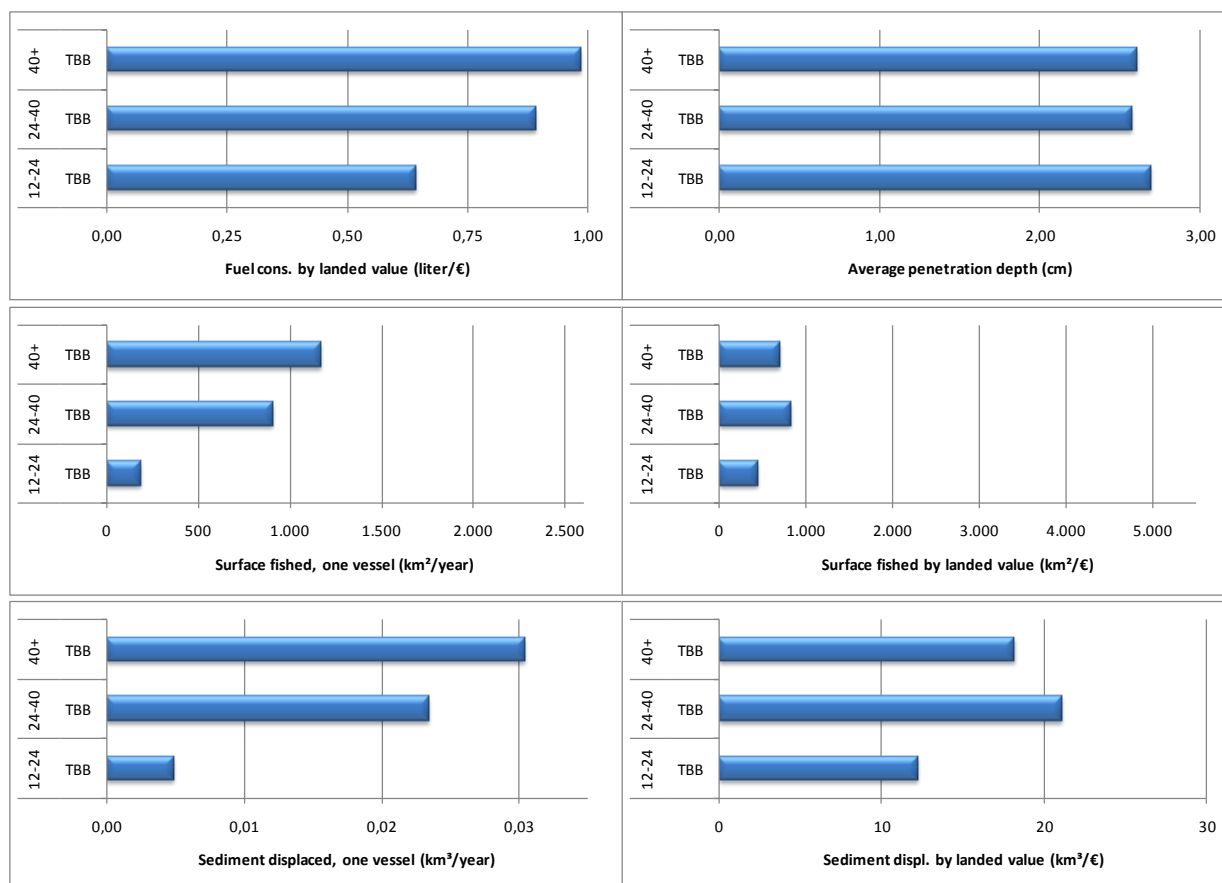 40+ TBB
24-40 TBB
12-24 TBB
0,00 0,25 0,50 0,75 1,00
Fuel cons. by landed value (liter/€)
40+ TBB
24-40 TBB
12-24 TBB
0,00 1,00 2,00 3,00
Average penetration depth (cm)
40+ TBB
24-40 TBB
12-24 TBB
0 500 1.000 1.500 2.000 2.500
Surface fished, one vessel (km²/year)
40+ TBB
24-40 TBB
12-24 TBB
0 1.000 2.000 3.000 4.000 5.000
Surface fished by landed value (km²/€)
40+ TBB
24-40 TBB
12-24 TBB
0,00 0,01 0,02 0,03
Sediment displaced, one vessel (km³/year)
40+ TBB
24-40 TBB
12-24 TBB
0 10 20 30
Sediment displ. by landed value (km³/€)